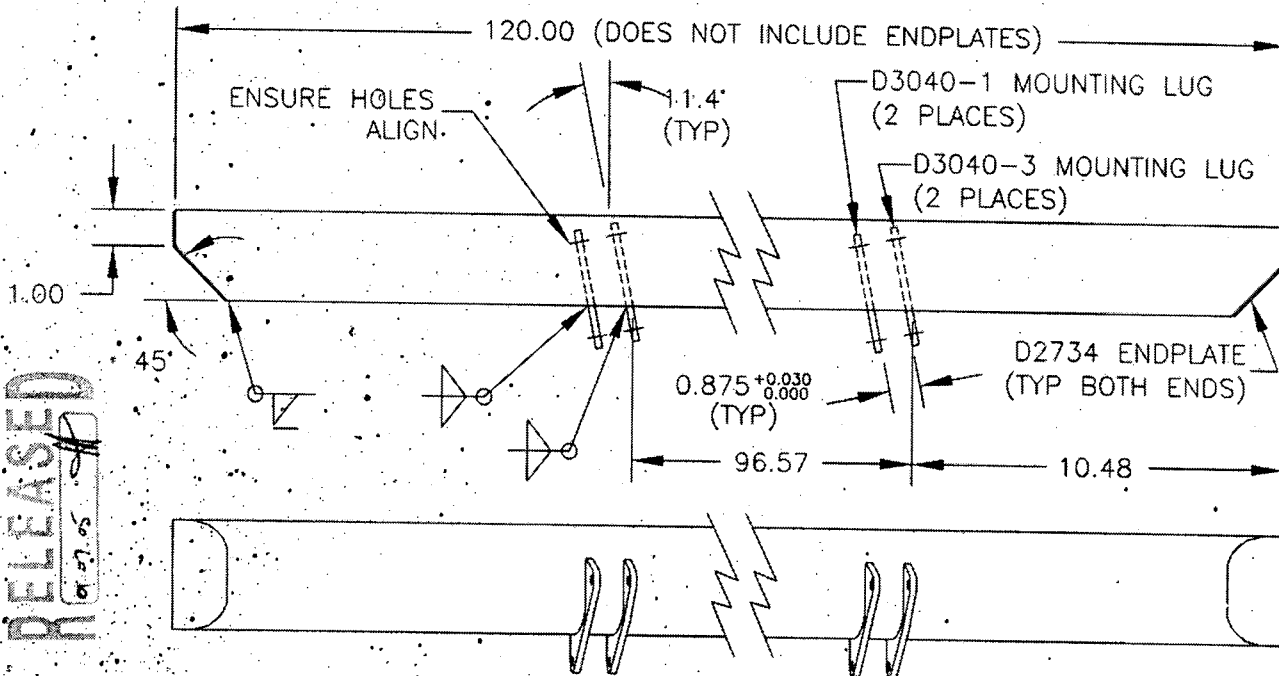 120.00 (DOES NOT INCLUDE ENDPLATES)
ENSURE HOLES
ALIGN.
11.4°
(TYP)
D3040-1 MOUNTING LUG
(2 PLACES)
D3040-3 MOUNTING LUG
(2 PLACES)
1.00
45°
0.875 +0.030
0.000
(TYP)
D2734 ENDPLATE
(TYP BOTH ENDS)
96.57
10.48
RELEASED